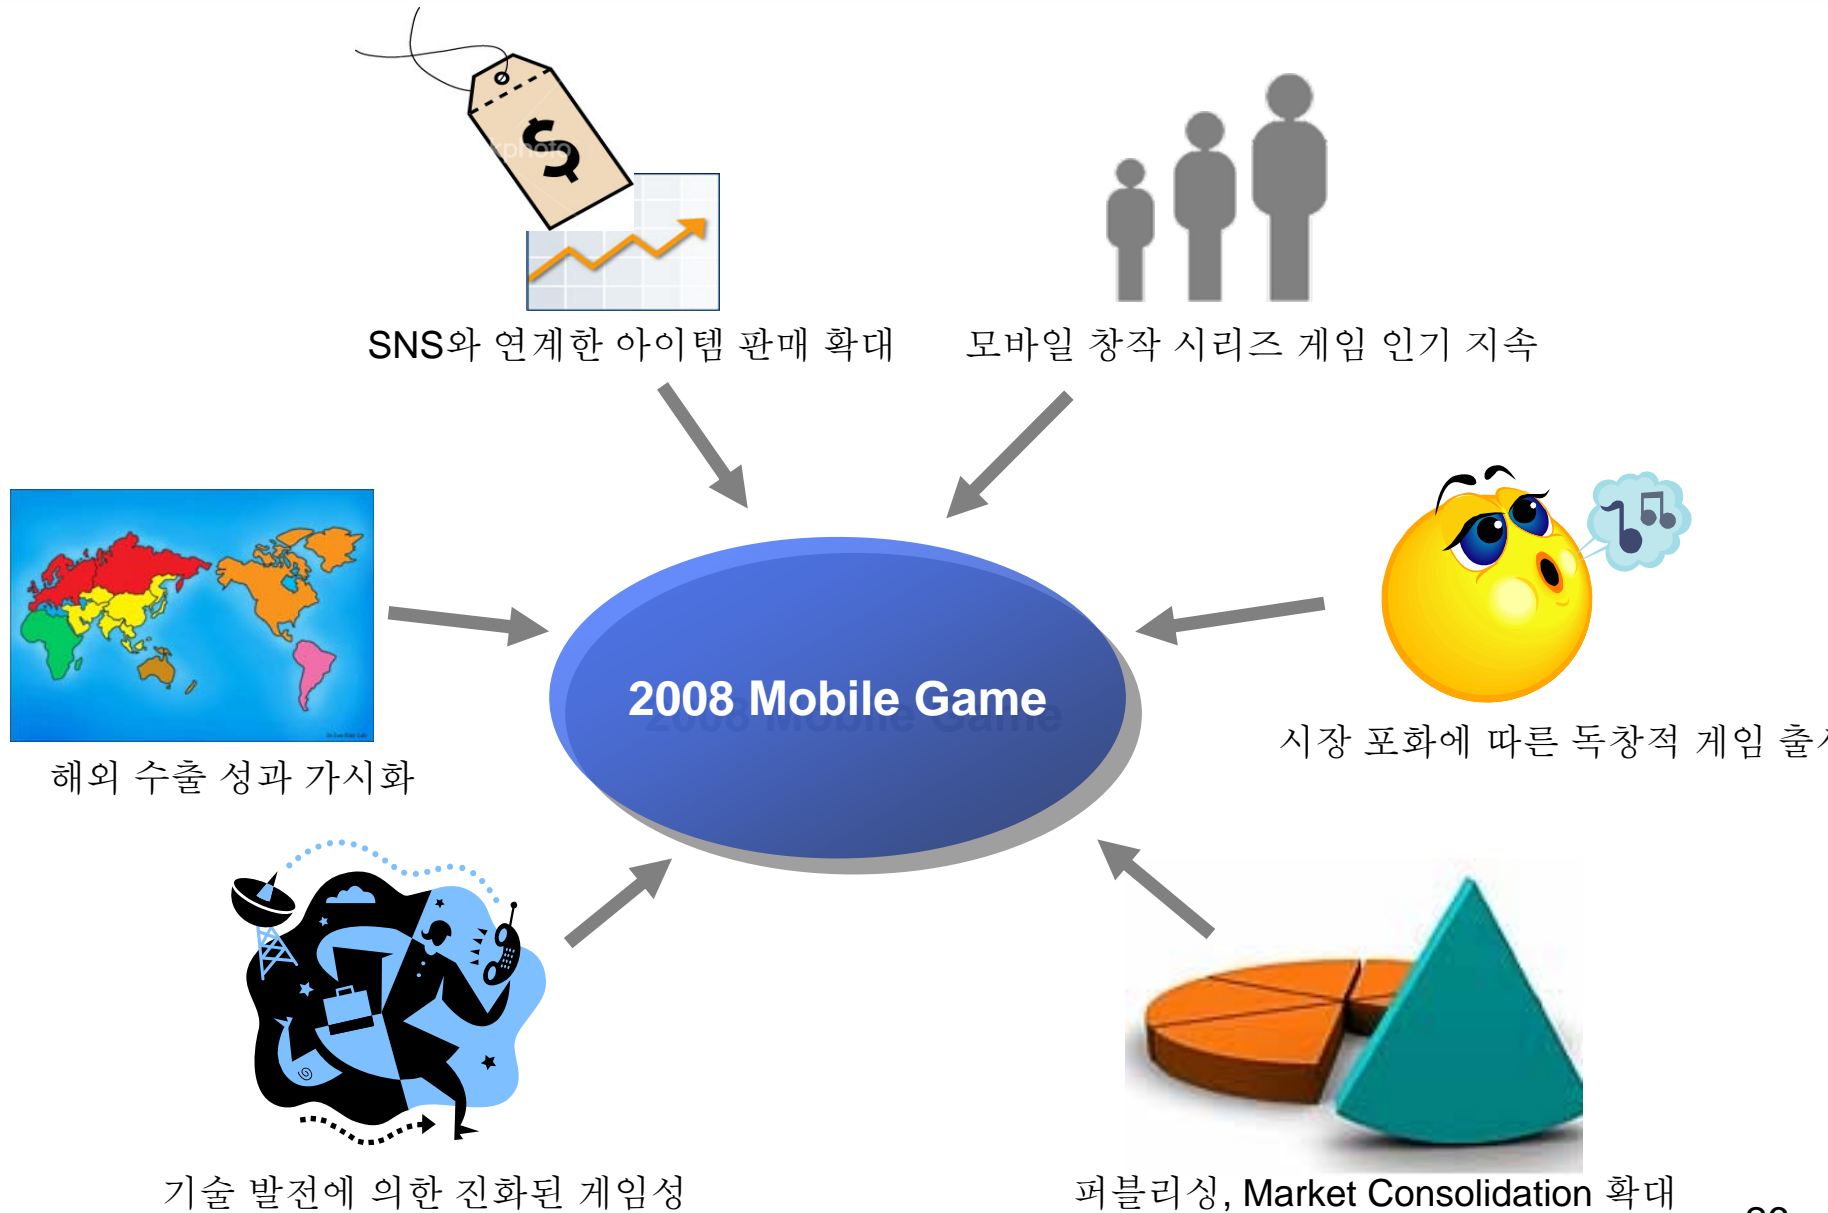 SNS와 연계한 아이템 판매 확대
모바일 창작 시리즈 게임 인기 지속
2008 Mobile Game
시장 포화에 따른 독창적 게임
해외 수출 성과 가시화
기술 발전에 의한 진화된 게임성
퍼블리싱, Market Consolidation 확대